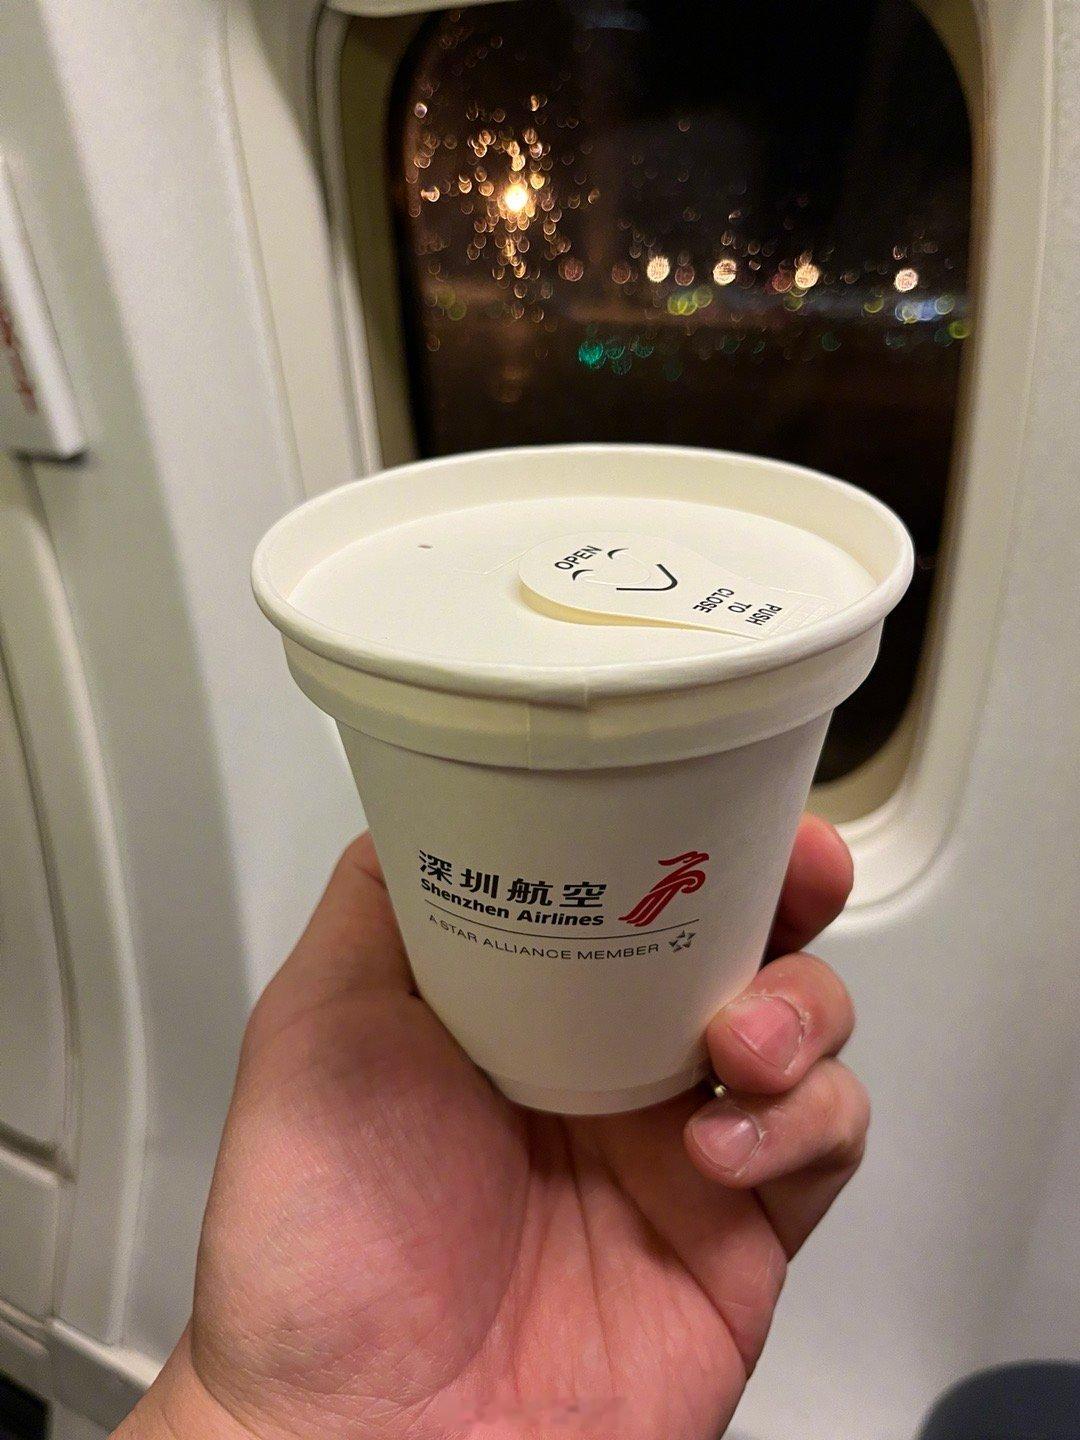 OPEN
PUSH
TO
CLOSE
深圳航空
Shenzhen Airlines
A STAR ALLIANCE MEMBER